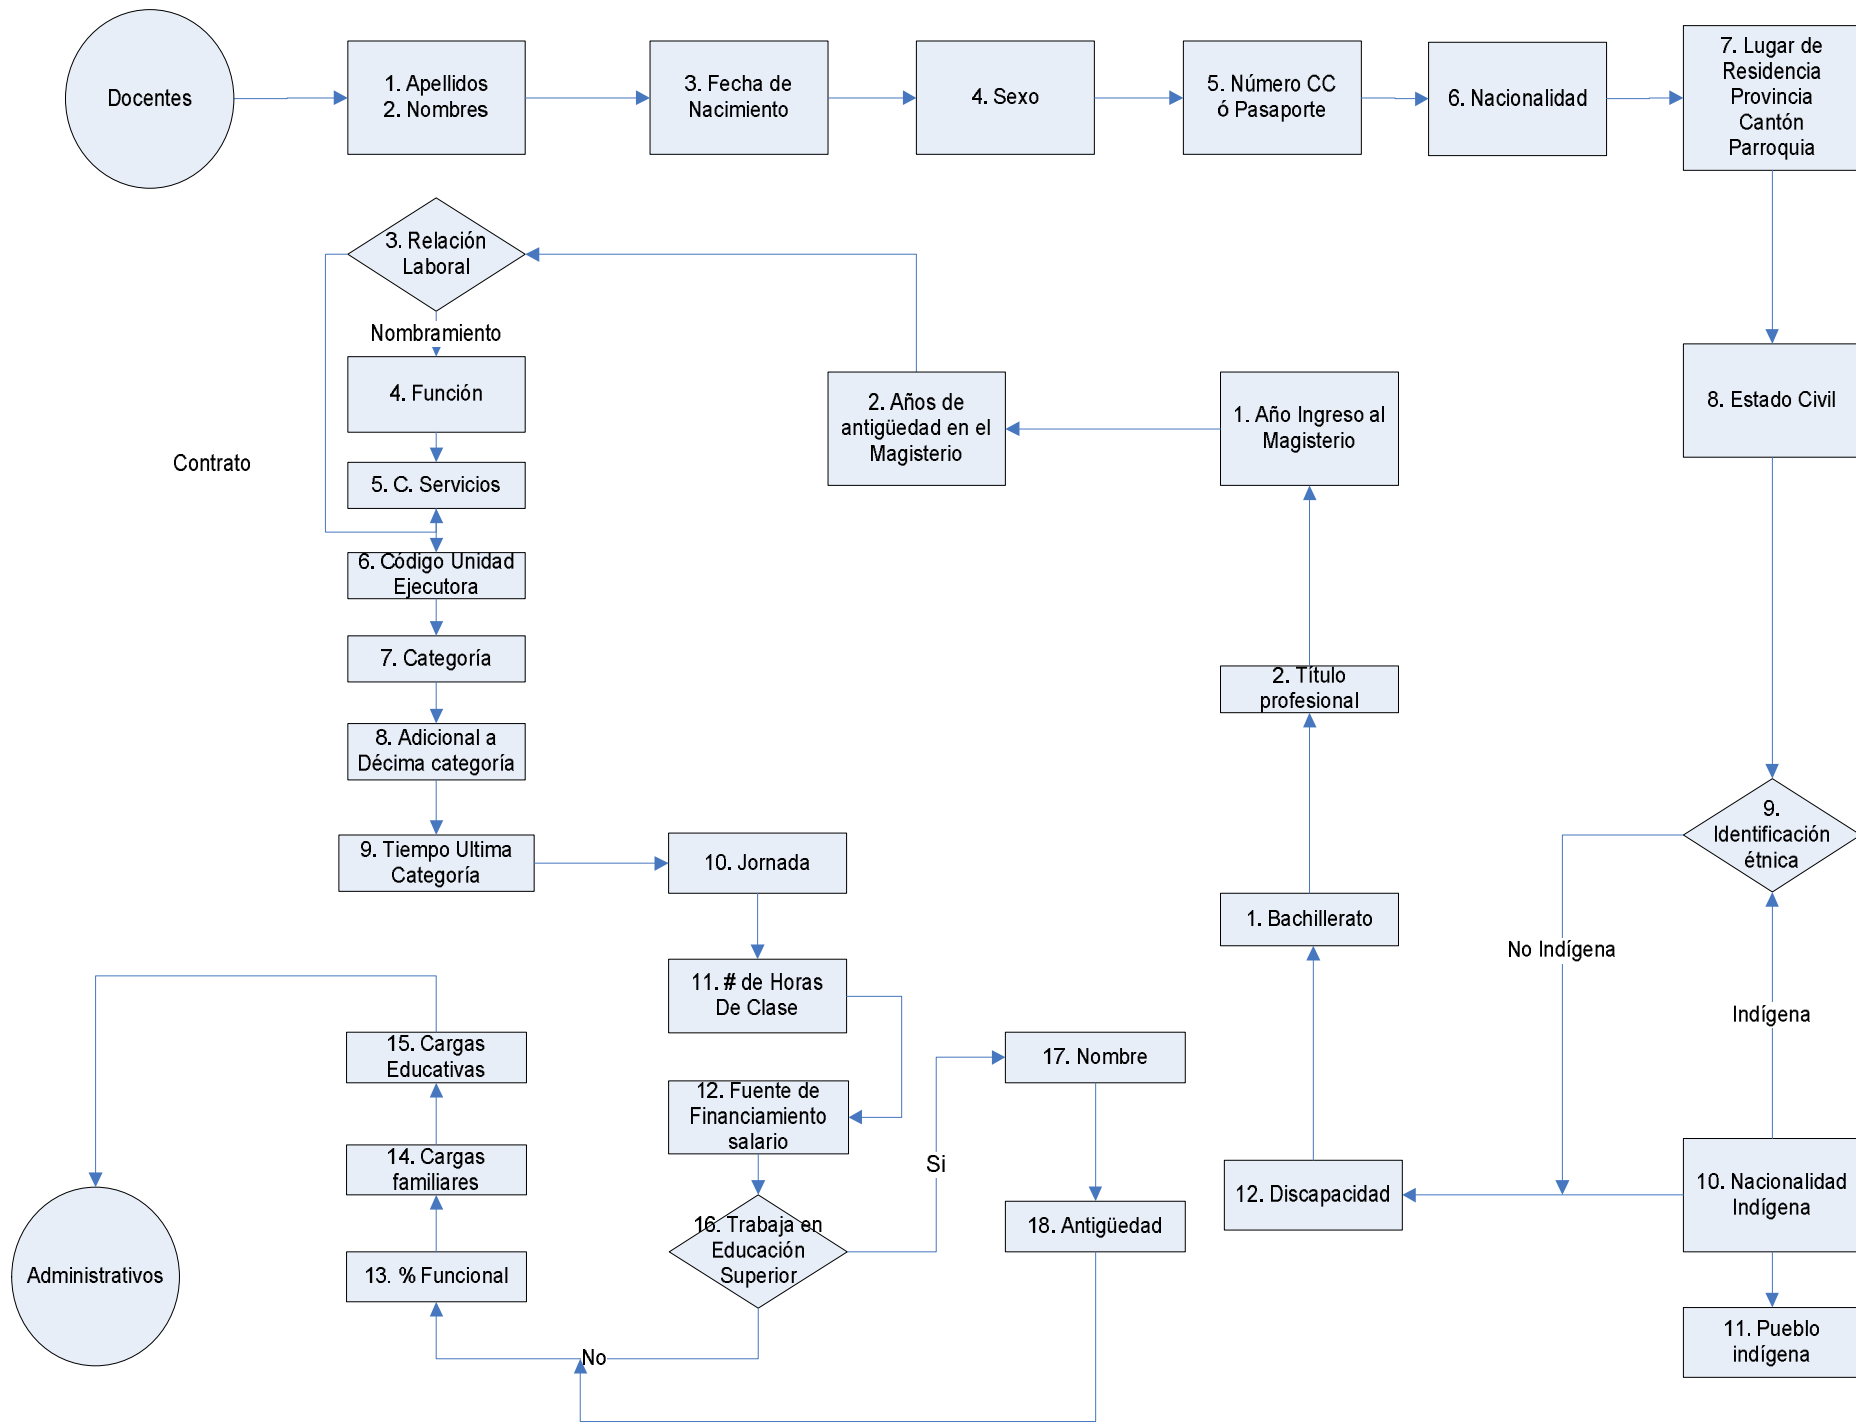 Docentes
1. Apellidos
2. Nombres
3. Fecha de
Nacimiento
4. Sexo
5. Número CC
ó Pasaporte
6. Nacionalidad
7. Lugar de
Residencia
Provincia
Cantón
Parroquia
8. Estado Civil
9.
Identificación
étnica
No Indígena
Indígena
10. Nacionalidad
Indígena
11. Pueblo
indígena
12. Discapacidad
1. Bachillerato
2. Título
profesional
1. Año Ingreso al
Magisterio
2. Años de
antigüedad en el
Magisterio
3. Relación
Laboral
Nombramiento
Contrato
4. Función
5. C. Servicios
6. Código Unidad
Ejecutora
7. Categoría
8. Adicional a
Décima categoría
9. Tiempo Ultima
Categoría
10. Jornada
11. # de Horas
De Clase
12. Fuente de
Financiamiento
salario
16. Trabaja en
Educación
Superior
Si
17. Nombre
18. Antigüedad
No
13. % Funcional
14. Cargas
familiares
15. Cargas
Educativas
Administrativos